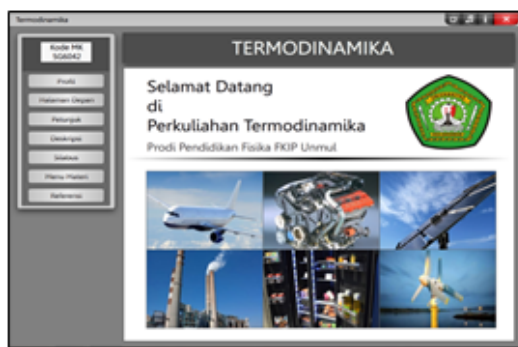 Termodinamika
Kode MK
SG6042
Profil
Halaman Depan
Petunjuk
Deskripsi
Silabus
Menu Materi
Referensi
TERMODINAMIKA
Selamat Datang
di
Perkuliahan Termodinamika
Prodi Pendidikan Fisika FKIP Unmul